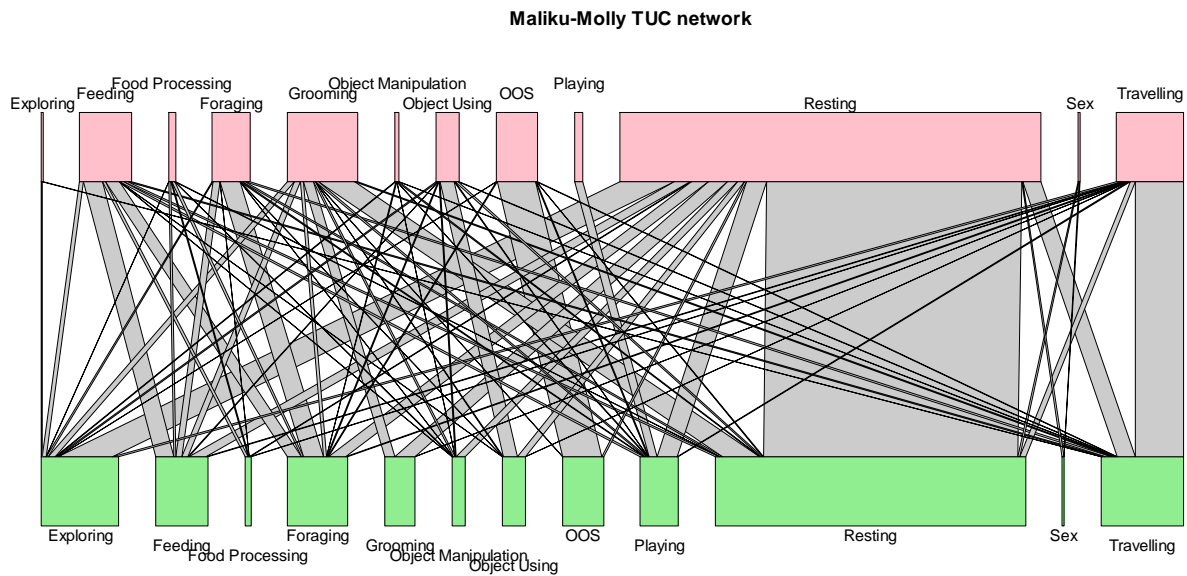 Maliku-Molly TUC network
Exploring
Feeding
Food Processing
Foraging
Grooming
Object Manipulation
Object Using
OOS
Playing
Resting
Sex
Travelling
Exploring
Feeding
Food Processing
Foraging
Grooming
Object Manipulation
Object Using
OOS
Playing
Resting
Sex
Travelling